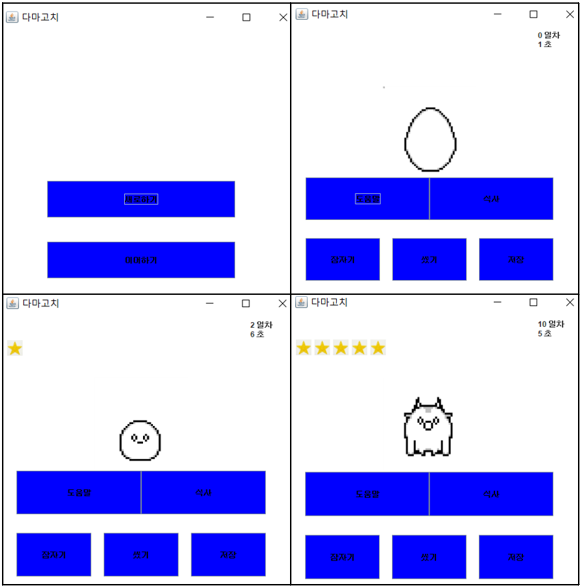 다마고치
새로하기
이어하기
다마고치
0 일차
1 초
도움말 식사
잠자기 씻기 저장
다마고치
2 일차
6 초
도움말 식사
잠자기 씻기 저장
다마고치
10 일차
5 초
도움말 식사
잠자기 씻기 저장